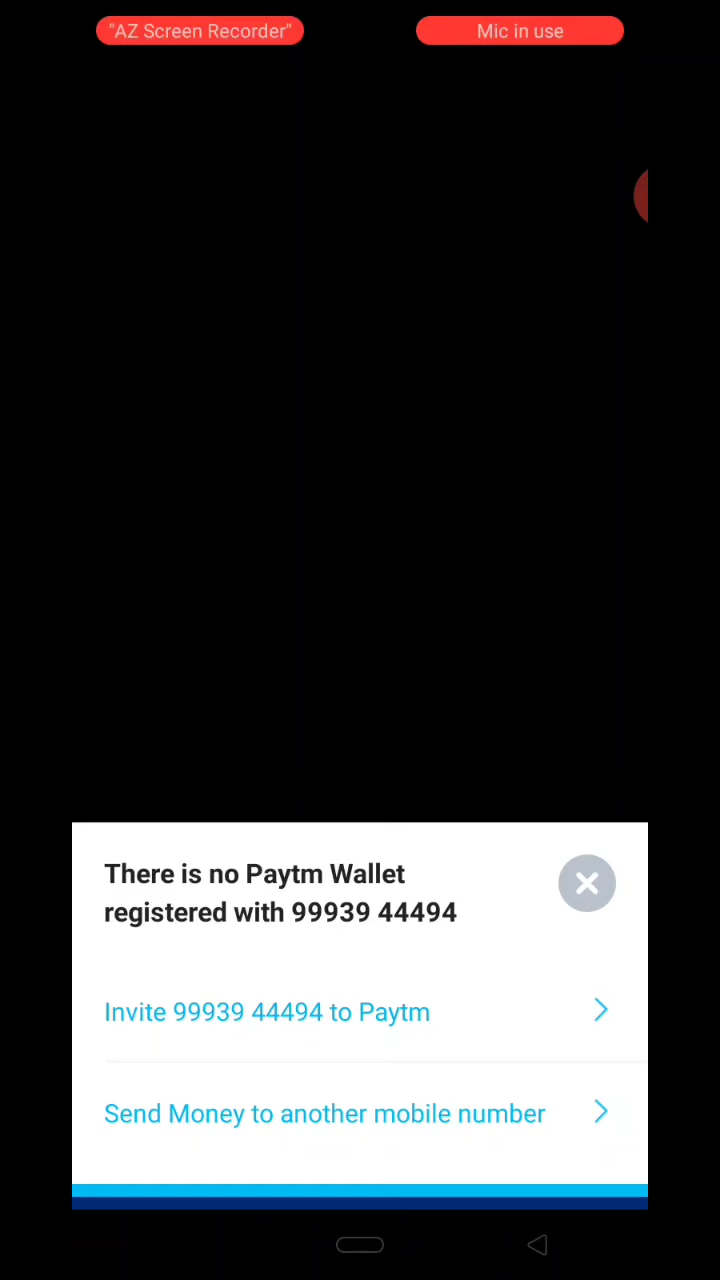 "AZ Screen Recorder"
Mic in use
There is no Paytm Wallet
registered with 99939 44494
Invite 99939 44494 to Paytm
Send Money to another mobile number